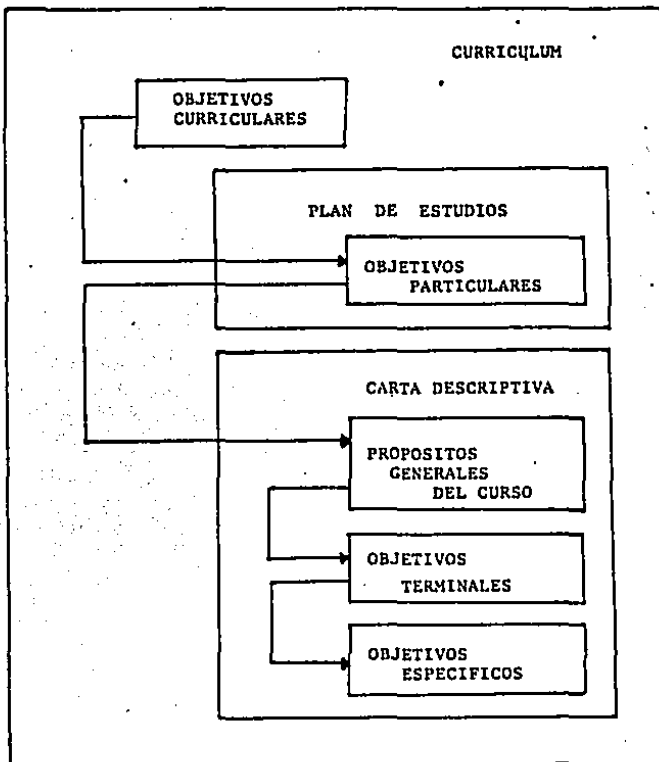 CURRICULUM
OBJETIVOS
CURRICULARES
PLAN DE ESTUDIOS
OBJETIVOS
PARTICULARES
CARTA DESCRIPTIVA
PROPOSITOS
GENERALES
DEL CURSO
OBJETIVOS
TERMINALES
OBJETIVOS
ESPECIFICOS